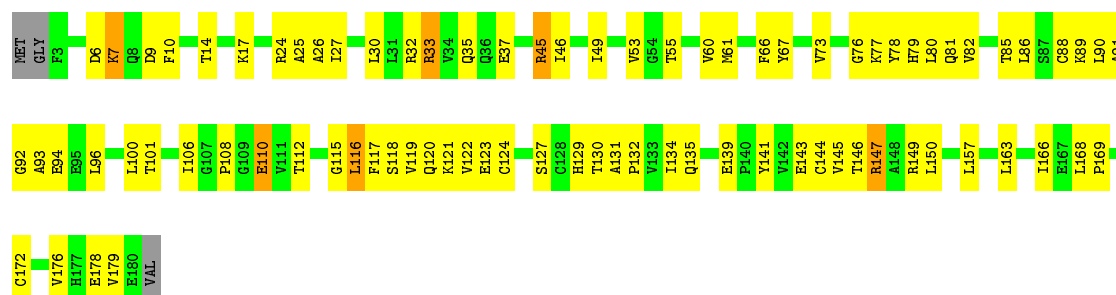 MET GLY F3 D6 K7 Q8 D9 F10 T14 K17 R24 A25 A26 I27 L30 L31 R32 R33 V34 Q35 Q36 E37 R45 I46 I49 V53 G54 T55 V60 M61 F66 Y67 V73 G76 K77 Y78 H79 L80 Q81 V82 T85 L86 S87 C88 K89 L90
G92 A93 E94 E95 L96 L100 T101 I106 G107 P108 G109 E110 V111 T112 G115 L116 F117 S118 V119 Q120 K121 V122 E123 C124 S127 C128 H129 T130 A131 P132 V133 I134 Q135 E139 P140 Y141 V142 E143 C144 V145 T146 R147 A148 R149 L150 L157 L163 I166 E167 L168 P169
C172 V176 H177 E178 V179 E180 VAL